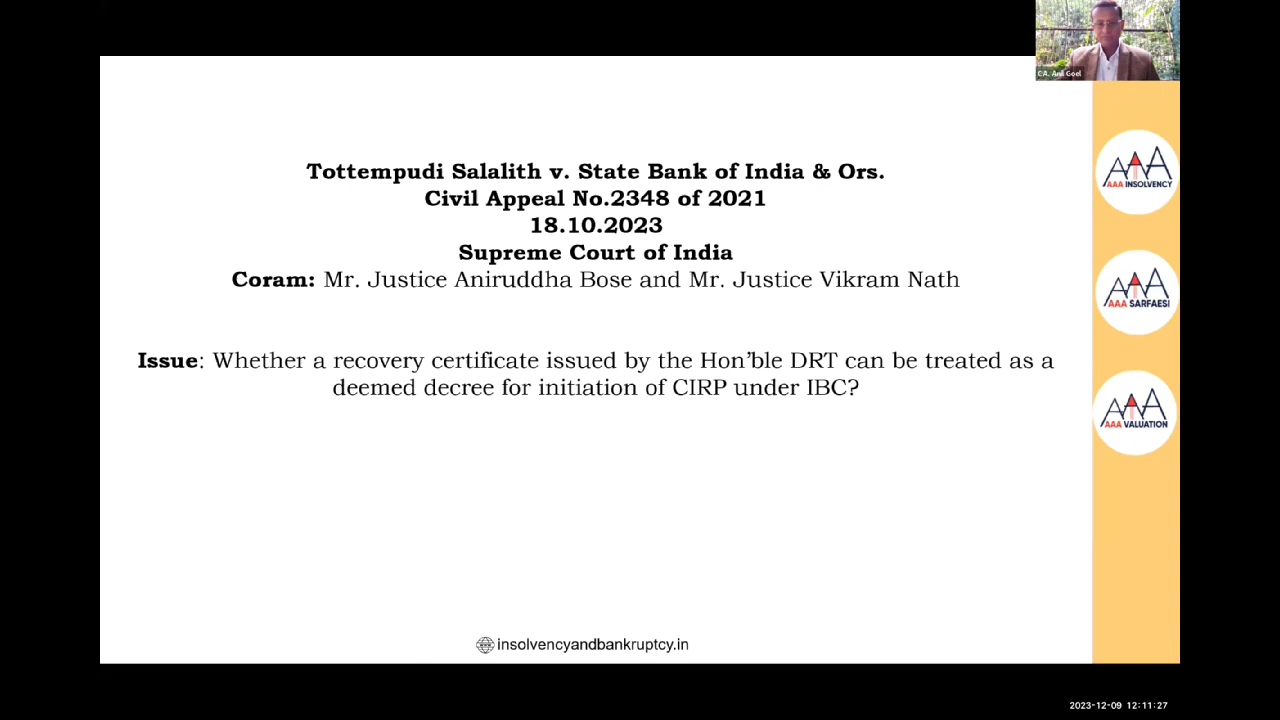 C.A. Anil Goel
Tottempudi Salalith v. State Bank of India & Ors.
Civil Appeal No.2348 of 2021
18.10.2023
Supreme Court of India
Coram: Mr. Justice Aniruddha Bose and Mr. Justice Vikram Nath
Issue: Whether a recovery certificate issued by the Hon'ble DRT can be treated as a
deemed decree for initiation of CIRP under IBC?
AAA INSOLVENCY
AAA SARFAESI
AAA VALUATION
insolvencyandbankruptcy.in
2023-12-09 12:11:27